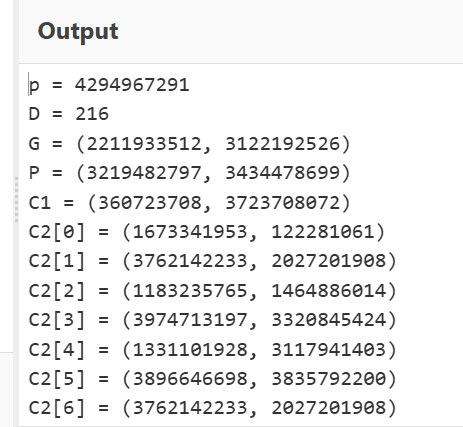 Output
p = 4294967291
D = 216
G = (2211933512, 3122192526)
P = (3219482797, 3434478699)
C1 = (360723708, 3723708072)
C2[0] = (1673341953, 122281061)
C2[1] = (3762142233, 2027201908)
C2[2] = (1183235765, 1464886014)
C2[3] = (3974713197, 3320845424)
C2[4] = (1331101928, 3117941403)
C2[5] = (3896646698, 3835792200)
C2[6] = (3762142233, 2027201908)